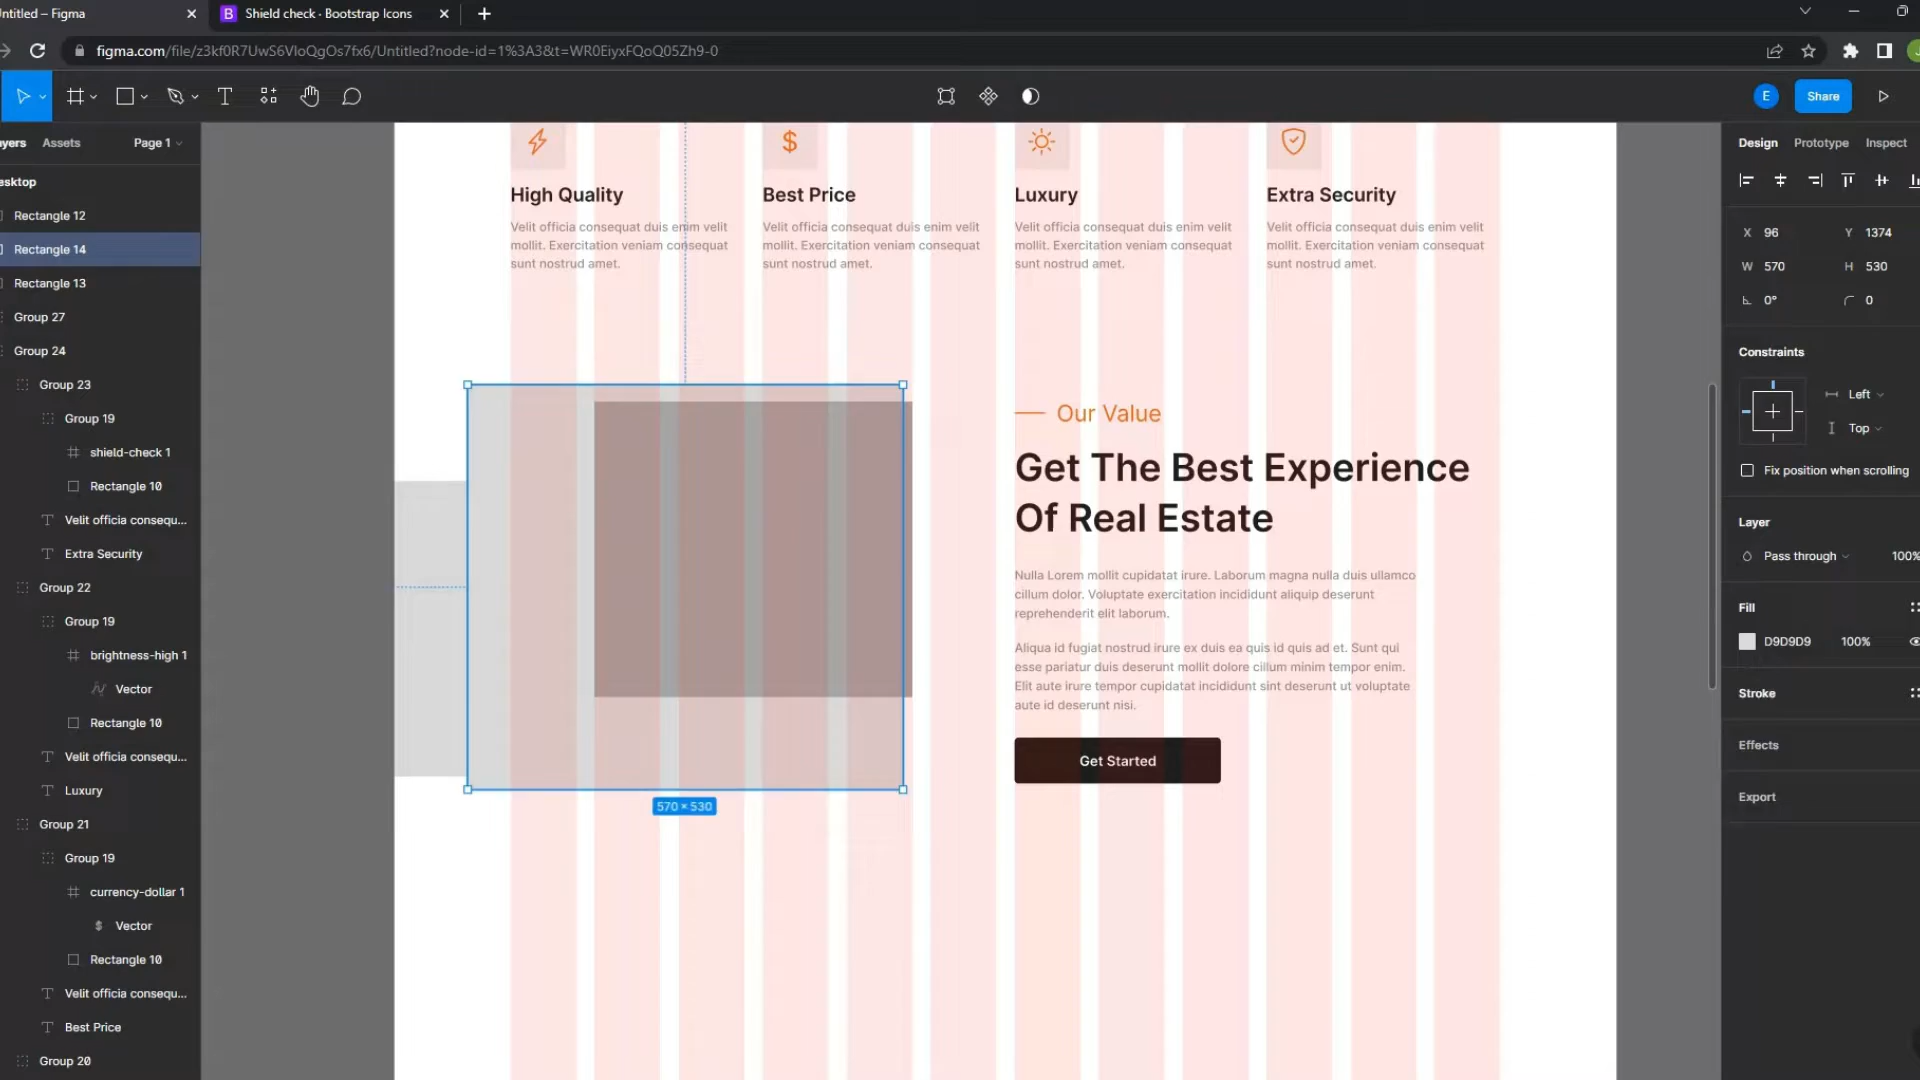 Untitled – Figma
Shield check · Bootstrap Icons
figma.com/file/z3kf0R7UwS6VloQgOs7fx6/Untitled?node-id=1%3A3&t=WR0EiyxFQoQ05Zh9-0
E
Share
ayers
Assets
Page 1
Design
Prototype
Inspect
esktop
Rectangle 12
Rectangle 14
Rectangle 13
Group 27
Group 24
Group 23
Group 19
shield-check 1
Rectangle 10
Velit officia consequ...
Extra Security
Group 22
Group 19
brightness-high 1
Vector
Rectangle 10
Velit officia consequ...
Luxury
Group 21
Group 19
currency-dollar 1
Vector
Rectangle 10
Velit officia consequ...
Best Price
Group 20
High Quality
Velit officia consequat duis enim velit
mollit. Exercitation veniam consequat
sunt nostrud amet.
Best Price
Velit officia consequat duis enim velit
mollit. Exercitation veniam consequat
sunt nostrud amet.
Luxury
Velit officia consequat duis enim velit
mollit. Exercitation veniam consequat
sunt nostrud amet.
Extra Security
Velit officia consequat duis enim velit
mollit. Exercitation veniam consequat
sunt nostrud amet.
570 × 530
Our Value
Get The Best Experience
Of Real Estate
Nulla Lorem mollit cupidatat irure. Laborum magna nulla duis ullamco
cillum dolor. Voluptate exercitation incididunt aliquip deserunt
reprehenderit elit laborum.
Aliqua id fugiat nostrud irure ex duis ea quis id quis ad et. Sunt qui
esse pariatur duis deserunt mollit dolore cillum minim tempor enim.
Elit aute irure tempor cupidatat incididunt sint deserunt ut voluptate
aute id deserunt nisi.
Get Started
X 96 Y 1374
W 570 H 530
0° 0
Constraints
Left
Top
Fix position when scrolling
Layer
Pass through 100%
Fill
D9D9D9 100%
Stroke
Effects
Export